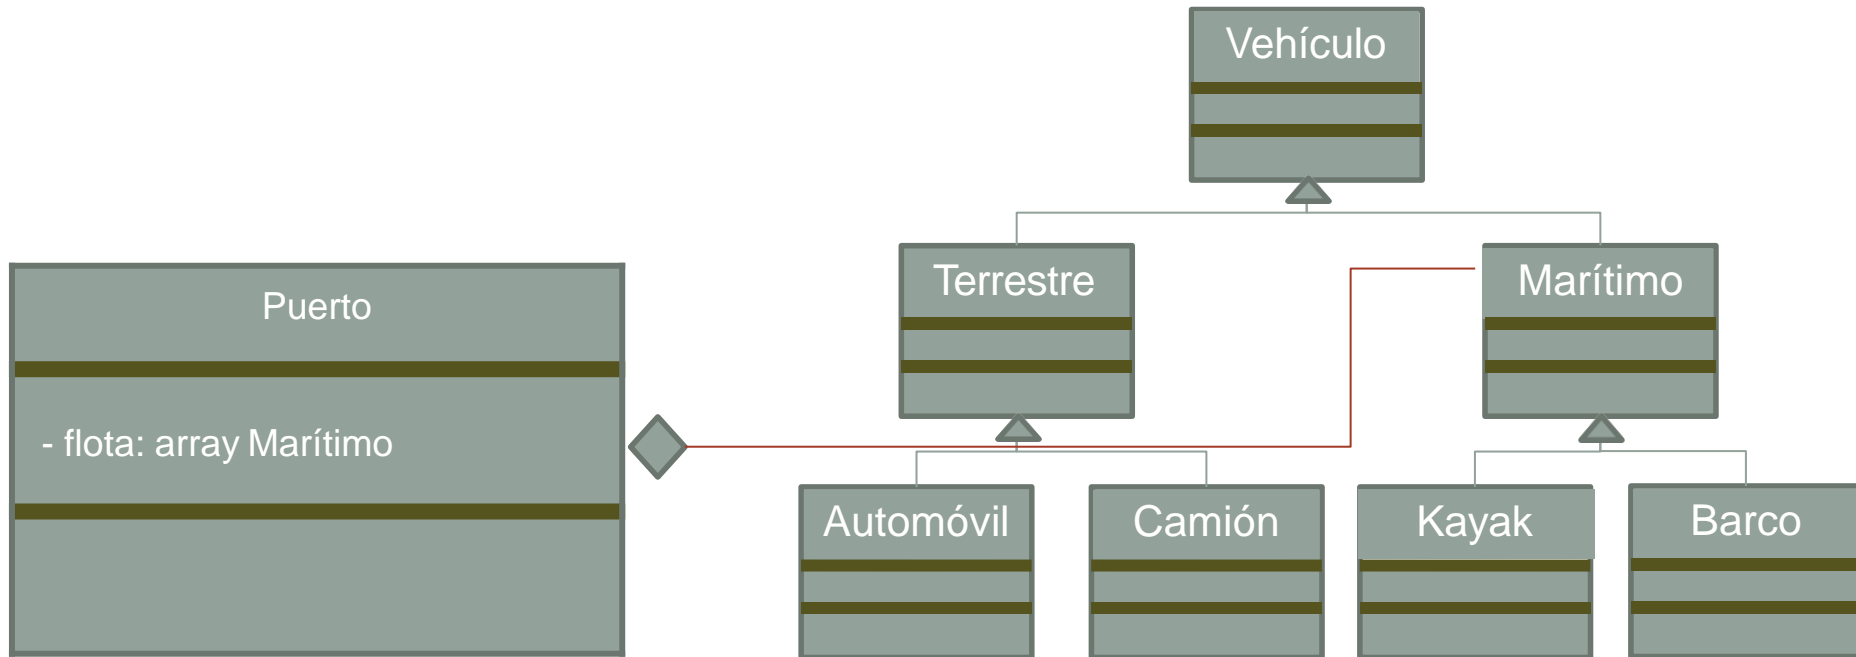 Vehículo
Terrestre
Marítimo
Puerto
- flota: array Marítimo
Automóvil
Camión
Kayak
Barco